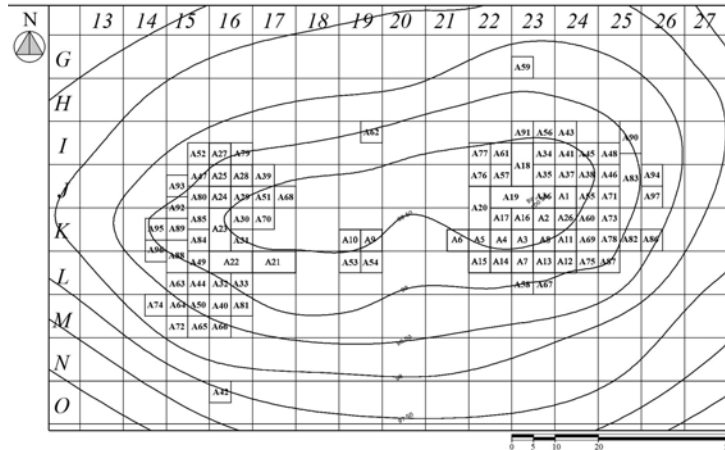 N
13 14 15 16 17 18 19 20 21 22 23 24 25 26 27
G
A59
H
A62 A91 A56 A43 A90
I
A52 A27 A79 A77 A61 A18 A34 A41 A45 A48
A93 A47 A25 A28 A39 A76 A57 A35 A37 A38 A46 A83 A94
J
A80 A24 A29 A51 A68 A19 A36 A1 A55 A71 A97
A92 A20
K
A95 A89 A85 A23 A30 A70 A17 A16 A2 A26 A60 A73
A84 A31 A10 A9 A6 A5 A4 A3 A8 A11 A69 A78 A82 A86
A96 A88 A49 A22 A21 A53 A54 A15 A14 A7 A13 A12 A75 A87
L
A63 A44 A32 A33 A58 A67
A74 A64 A50 A40 A81
M
A72 A65 A66
N
A42
O
0 5 10 20